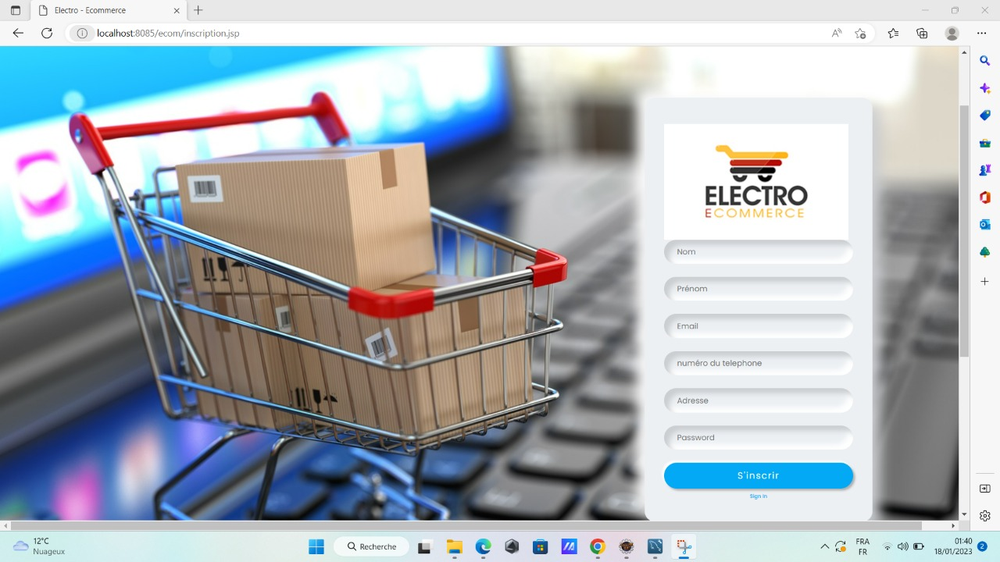 Electro - Ecommerce
localhost:8085/ecom/inscription.jsp
ELECTRO
ECOMMERCE
Nom
Prénom
Email
numéro du telephone
Adresse
Password
S'inscrir
Sign In
12°C
Nuageux
Recherche
FRA
FR
01:40
18/01/2023
2